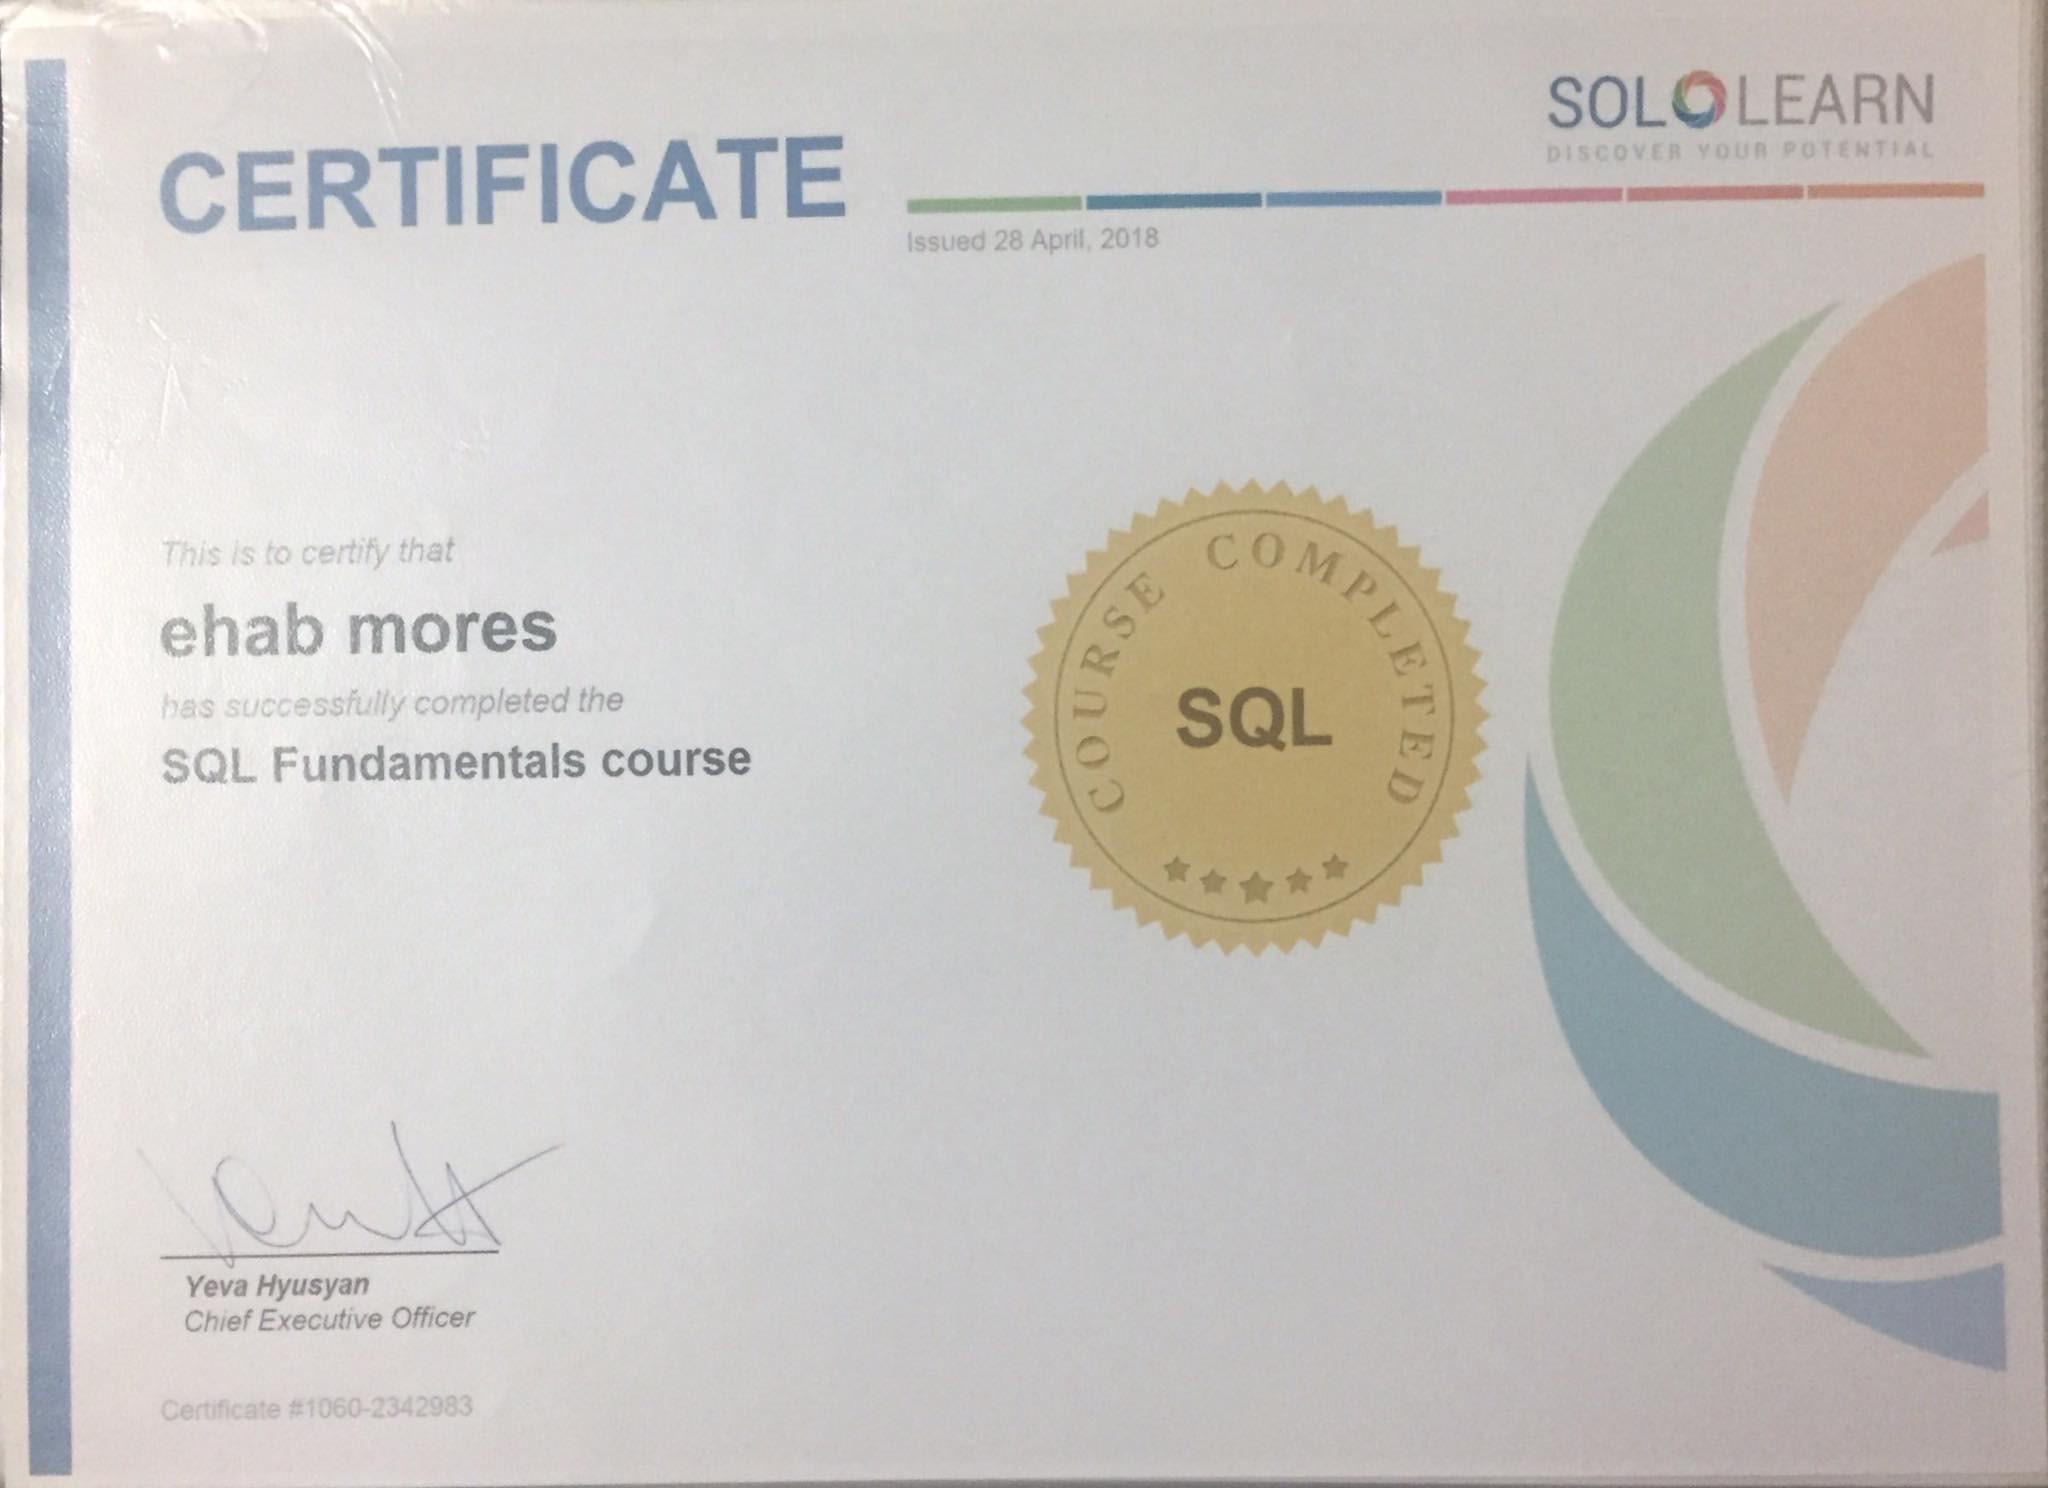 SOLOLEARN
DISCOVER YOUR POTENTIAL
CERTIFICATE
Issued 28 April, 2018
This is to certify that
ehab mores
has successfully completed the
SQL Fundamentals course
COURSE COMPLETED
SQL
Yeva Hyusyan
Chief Executive Officer
Certificate #1060-2342983